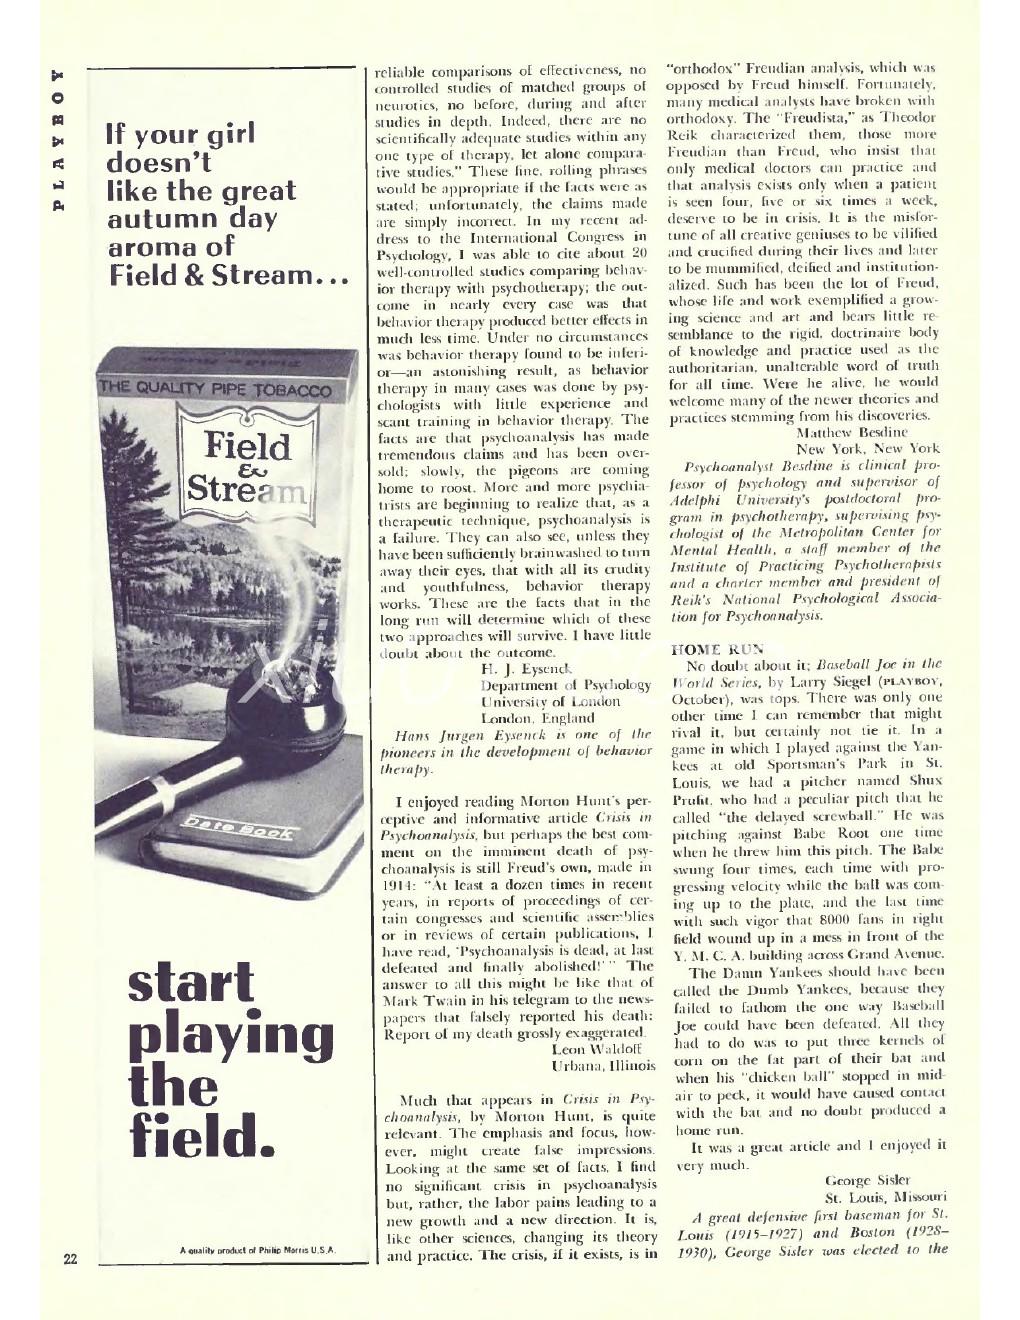 PLAYBOY
If your girl
doesn't
like the great
autumn day
aroma of
Field & Stream...
THE QUALITY PIPE TOBACCO
Field
&
Stream
Date Book
start
playing
the
field.
A quality product of Philip Morris U.S.A.
22
reliable comparisons of effectiveness, no
controlled studies of matched groups of
neurotics, no before, during and after
studies in depth. Indeed, there are no
scientifically adequate studies within any
one type of therapy, let alone compara-
tive studies." These fine, rolling phrases
would be appropriate if the facts were as
stated; unfortunately, the claims made
are simply incorrect. In my recent ad-
dress to the International Congress in
Psychology, I was able to cite about 20
well-controlled studies comparing behav-
ior therapy with psychotherapy; the out-
come in nearly every case was that
behavior therapy produced better effects in
much less time. Under no circumstances
was behavior therapy found to be inferi-
or—an astonishing result, as behavior
therapy in many cases was done by psy-
chologists with little experience and
scant training in behavior therapy. The
facts are that psychoanalysis has made
tremendous claims and has been over-
sold; slowly, the pigeons are coming
home to roost. More and more psychia-
trists are beginning to realize that, as a
therapeutic technique, psychoanalysis is
a failure. They can also see, unless they
have been sufficiently brainwashed to turn
away their eyes, that with all its crudity
and youthfulness, behavior therapy
works. These are the facts that in the
long run will determine which of these
two approaches will survive. I have little
doubt about the outcome.
H. J. Eysenck
Department of Psychology
University of London
London, England
Hans Jurgen Eysenck is one of the
pioneers in the development of behavior
therapy.
I enjoyed reading Morton Hunt's per-
ceptive and informative article Crisis in
Psychoanalysis, but perhaps the best com-
ment on the imminent death of psy-
choanalysis is still Freud's own, made in
1914: "At least a dozen times in recent
years, in reports of proceedings of cer-
tain congresses and scientific assemblies
or in reviews of certain publications, I
have read, 'Psychoanalysis is dead, at last
defeated and finally abolished!' " The
answer to all this might be like that of
Mark Twain in his telegram to the news-
papers that falsely reported his death:
Report of my death grossly exaggerated.
Leon Waldoff
Urbana, Illinois
Much that appears in Crisis in Psy-
choanalysis, by Morton Hunt, is quite
relevant. The emphasis and focus, how-
ever, might create false impressions.
Looking at the same set of facts, I find
no significant crisis in psychoanalysis
but, rather, the labor pains leading to a
new growth and a new direction. It is,
like other sciences, changing its theory
and practice. The crisis, if it exists, is in
"orthodox" Freudian analysis, which was
opposed by Freud himself. Fortunately,
many medical analysts have broken with
orthodoxy. The "Freudista," as Theodor
Reik characterized them, those more
Freudian than Freud, who insist that
only medical doctors can practice and
that analysis exists only when a patient
is seen four, five or six times a week,
deserve to be in crisis. It is the misfor-
tune of all creative geniuses to be vilified
and crucified during their lives and later
to be mummified, deified and institution-
alized. Such has been the lot of Freud,
whose life and work exemplified a grow-
ing science and art and bears little re-
semblance to the rigid, doctrinaire body
of knowledge and practice used as the
authoritarian, unalterable word of truth
for all time. Were he alive, he would
welcome many of the newer theories and
practices stemming from his discoveries.
Matthew Besdine
New York, New York
Psychoanalyst Besdine is clinical pro-
fessor of psychology and supervisor of
Adelphi University's postdoctoral pro-
gram in psychotherapy, supervising psy-
chologist of the Metropolitan Center for
Mental Health, a staff member of the
Institute of Practicing Psychotherapists
and a charter member and president of
Reik's National Psychological Associa-
tion for Psychoanalysis.
HOME RUN
No doubt about it; Baseball Joe in the
World Series, by Larry Siegel (PLAYBOY,
October), was tops. There was only one
other time I can remember that might
rival it, but certainly not tie it. In a
game in which I played against the Yan-
kees at old Sportsman's Park in St.
Louis, we had a pitcher named Shux
Prufit, who had a peculiar pitch that he
called "the delayed screwball." He was
pitching against Babe Root one time
when he threw him this pitch. The Babe
swung four times, each time with pro-
gressing velocity while the ball was com-
ing up to the plate, and the last time
with such vigor that 8000 fans in right
field wound up in a mess in front of the
Y. M. C. A. building across Grand Avenue.
The Damn Yankees should have been
called the Dumb Yankees, because they
failed to fathom the one way Baseball
Joe could have been defeated. All they
had to do was to put three kernels of
corn on the fat part of their bat and
when his "chicken ball" stopped in mid-
air to peck, it would have caused contact
with the bat and no doubt produced a
home run.
It was a great article and I enjoyed it
very much.
George Sisler
St. Louis, Missouri
A great defensive first baseman for St.
Louis (1915–1927) and Boston (1928–
1930), George Sisler was elected to the